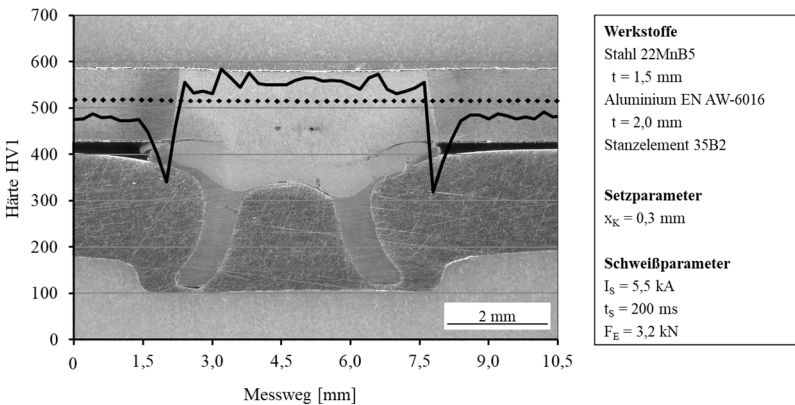 700
600
500
400
300
200
100
0
Härte HV1
0
1,5
3,0
4,5
6,0
7,5
9,0
10,5
Messweg [mm]
2 mm
Werkstoffe
Stahl 22MnB5
t = 1,5 mm
Aluminium EN AW-6016
t = 2,0 mm
Stanzelement 35B2
Setzparameter
xK = 0,3 mm
Schweißparameter
IS = 5,5 kA
tS = 200 ms
FE = 3,2 kN